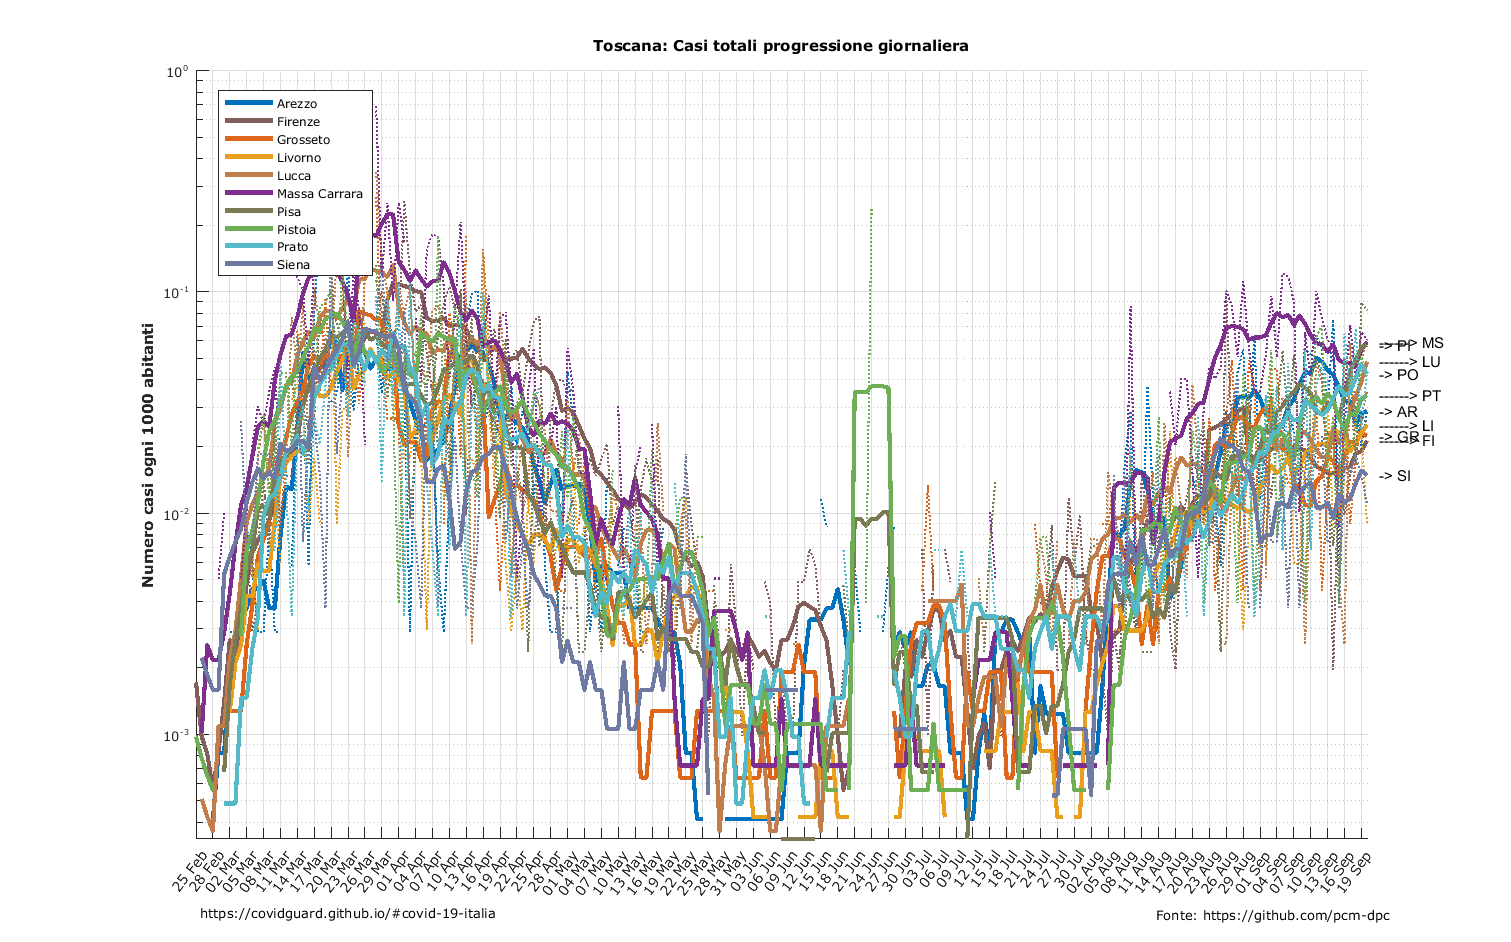 Toscana: Casi totali progressione giornaliera
Numero casi ogni 1000 abitanti
10^0
10^-1
10^-2
10^-3
Arezzo
Firenze
Grosseto
Livorno
Lucca
Massa Carrara
Pisa
Pistoia
Prato
Siena
-> PI
------> MS
------> LU
-> PO
------> PT
-> AR
------> LI
-> GR
------> FI
-> SI
25 Feb
28 Feb
02 Mar
05 Mar
08 Mar
11 Mar
14 Mar
17 Mar
20 Mar
23 Mar
26 Mar
29 Mar
01 Apr
04 Apr
07 Apr
10 Apr
13 Apr
16 Apr
19 Apr
22 Apr
25 Apr
28 Apr
01 May
04 May
07 May
10 May
13 May
16 May
19 May
22 May
25 May
28 May
31 May
03 Jun
06 Jun
09 Jun
12 Jun
15 Jun
18 Jun
21 Jun
24 Jun
27 Jun
30 Jun
03 Jul
06 Jul
09 Jul
12 Jul
15 Jul
18 Jul
21 Jul
24 Jul
27 Jul
30 Jul
02 Aug
05 Aug
08 Aug
11 Aug
14 Aug
17 Aug
20 Aug
23 Aug
26 Aug
29 Aug
01 Sep
04 Sep
07 Sep
10 Sep
13 Sep
16 Sep
19 Sep
https://covidguard.github.io/#covid-19-italia
Fonte: https://github.com/pcm-dpc